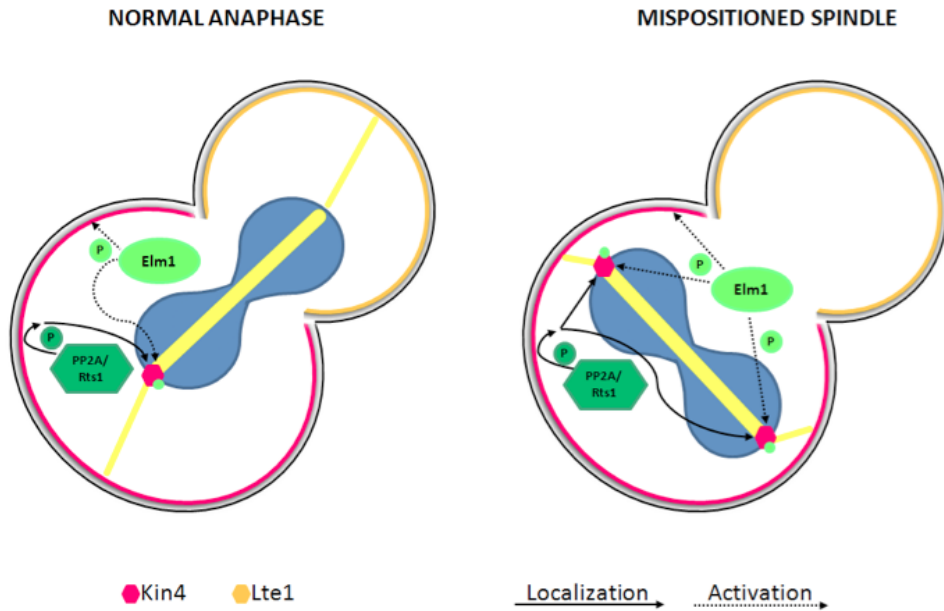 NORMAL ANAPHASE
MISPOSITIONED SPINDLE
P
Elm1
P
PP2A/
Rts1
P
Elm1
P
P
PP2A/
Rts1
Kin4
Lte1
Localization
Activation